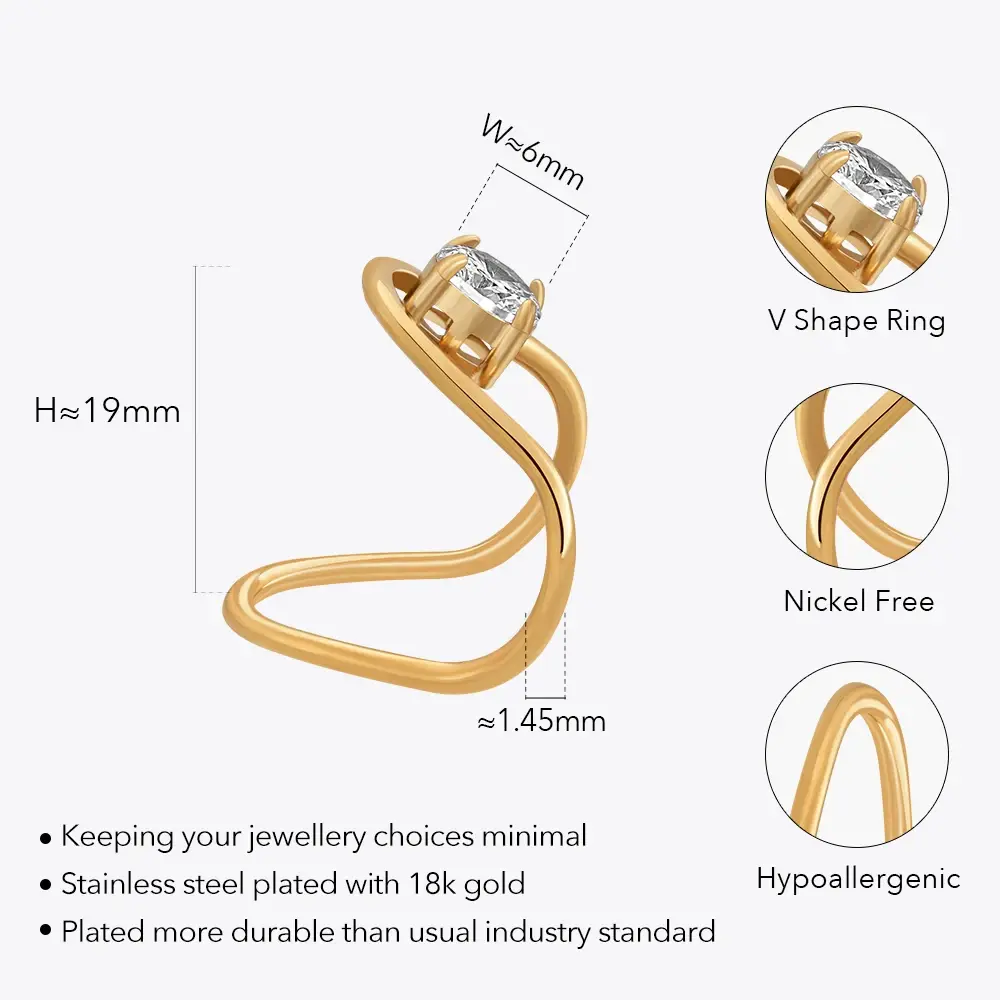 W≈6mm
H≈19mm
≈1.45mm
V Shape Ring
Nickel Free
Hypoallergenic
• Keeping your jewellery choices minimal
• Stainless steel plated with 18k gold
• Plated more durable than usual industry standard